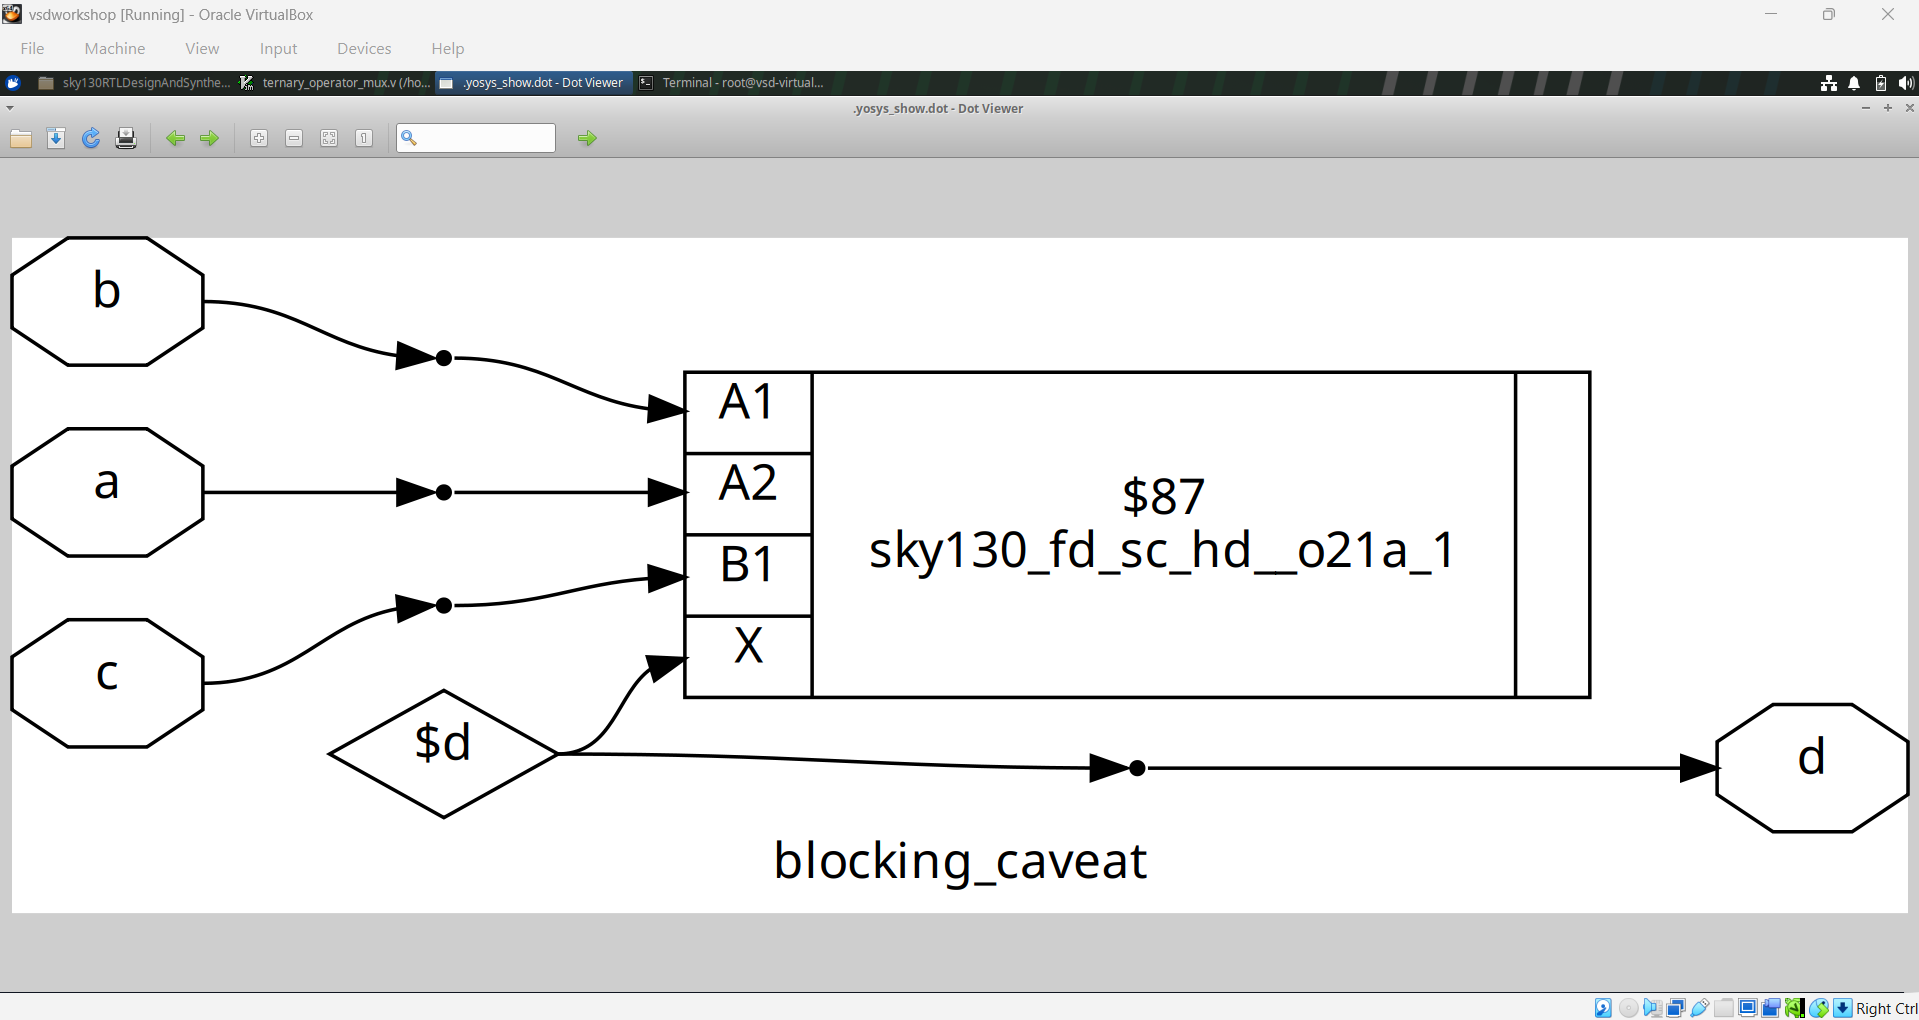 vsdworkshop [Running] - Oracle VirtualBox
File Machine View Input Devices Help
sky130RTLDesignAndSynthe... ternary_operator_mux.v (/ho... .yosys_show.dot - Dot Viewer Terminal - root@vsd-virtual...
.yosys_show.dot - Dot Viewer
b
a
c
$d
A1
A2
B1
X
$87
sky130_fd_sc_hd__o21a_1
d
blocking_caveat
Right Ctrl